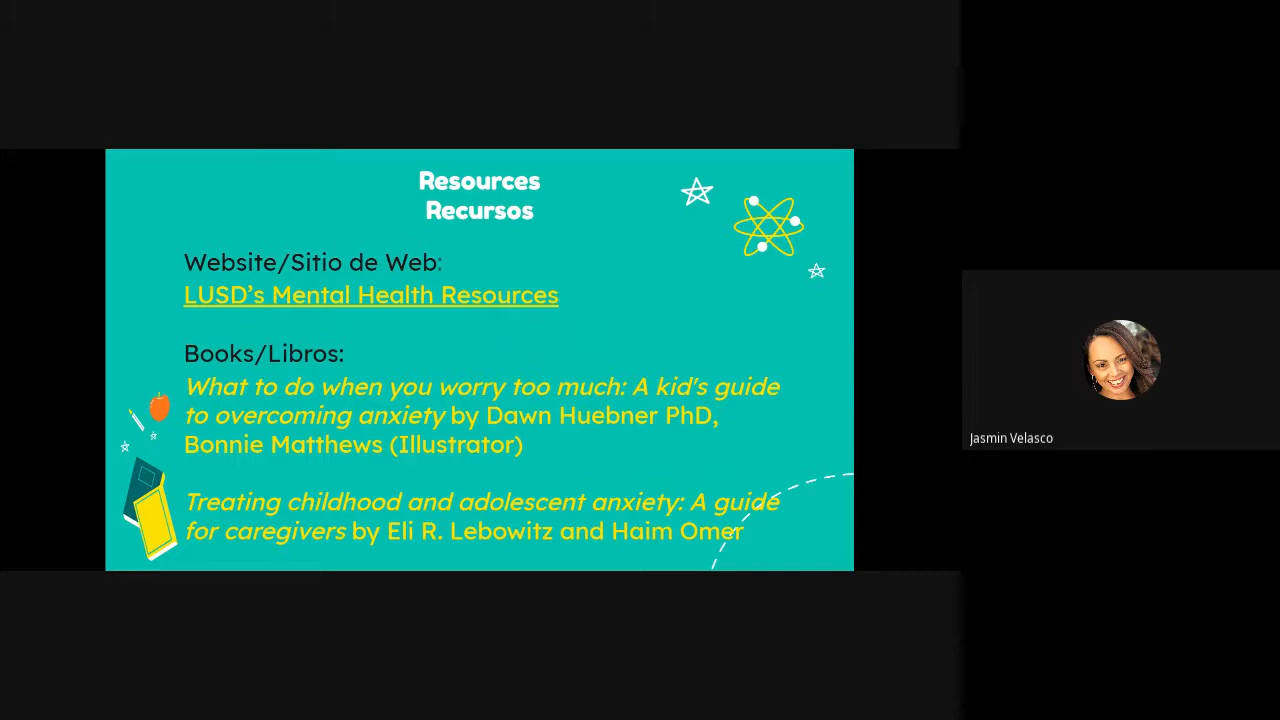 Resources
Recursos
Website/Sitio de Web:
LUSD's Mental Health Resources
Books/Libros:
What to do when you worry too much: A kid's guide
to overcoming anxiety by Dawn Huebner PhD,
Bonnie Matthews (Illustrator)
Treating childhood and adolescent anxiety: A guide
for caregivers by Eli R. Lebowitz and Haim Omer
Jasmin Velasco